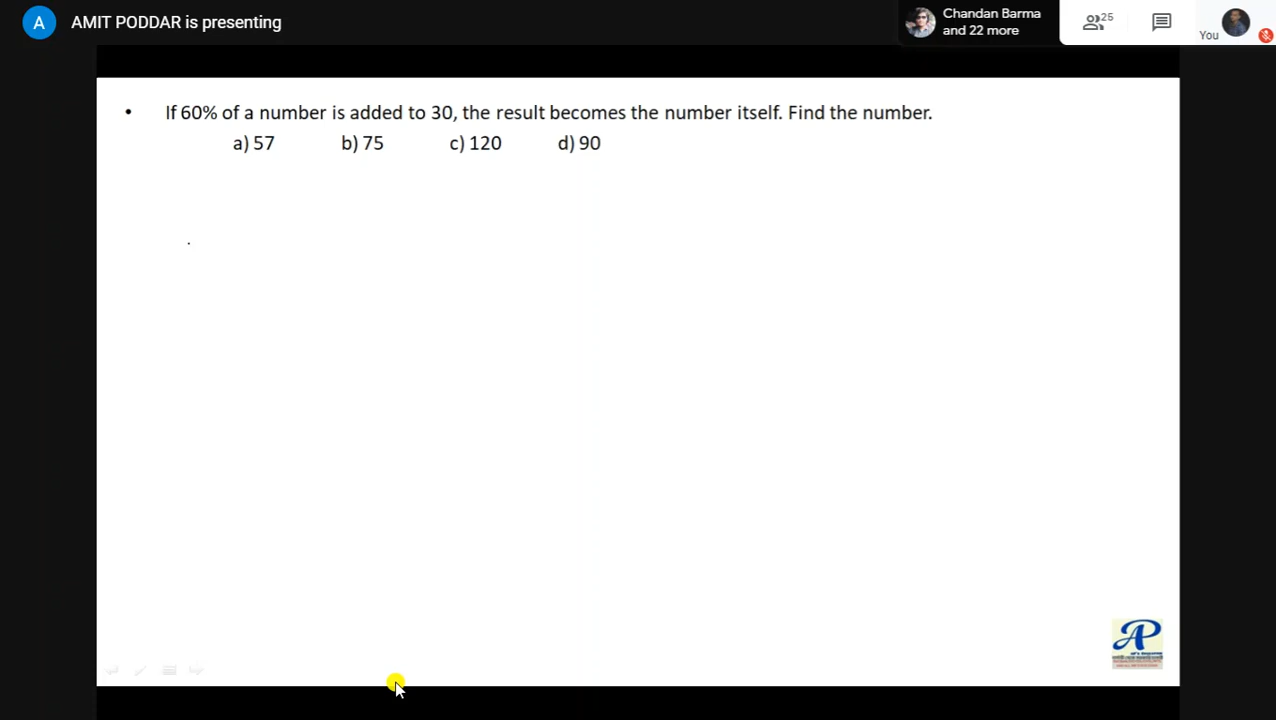 A
AMIT PODDAR is presenting
Chandan Barma
and 22 more
25
You
• If 60% of a number is added to 30, the result becomes the number itself. Find the number.
a) 57 b) 75 c) 120 d) 90